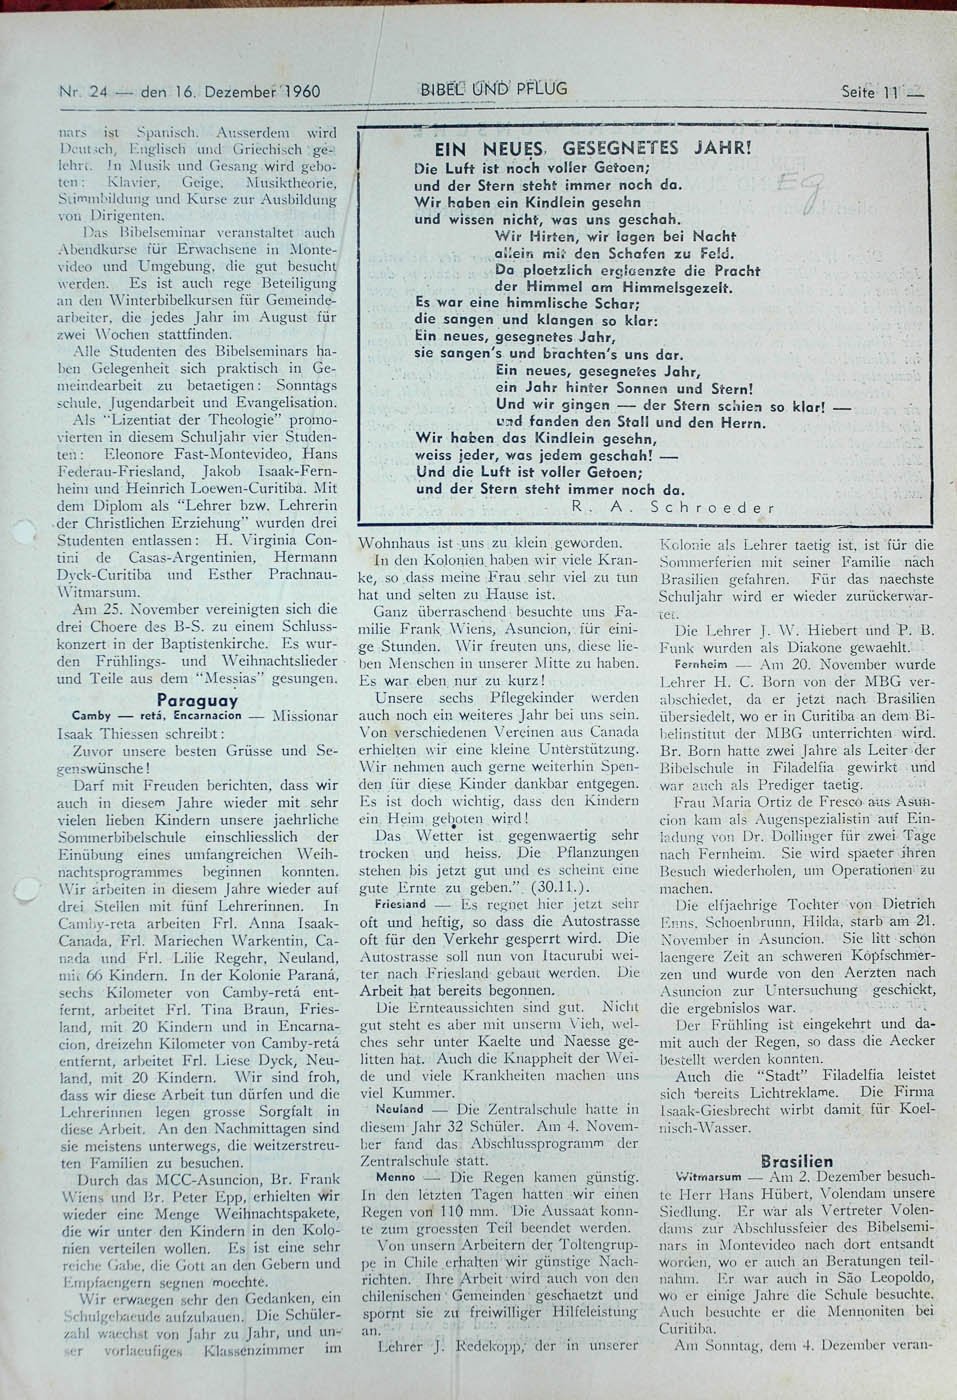 Nr. 24 — den 16. Dezember 1960
BIBEL UND PFLUG
Seite 11 —
nars ist Spanisch. Ausserdem wird
Deutsch, Englisch und Griechisch ge-
lehrt. In Musik und Gesang wird gebo-
ten: Klavier, Geige, Musiktheorie,
Stimmbildung und Kurse zur Ausbildung
von Dirigenten.
Das Bibelseminar veranstaltet auch
Abendkurse für Erwachsene in Monte-
video und Umgebung, die gut besucht
werden. Es ist auch rege Beteiligung
an den Winterbibelkursen für Gemeinde-
arbeiter, die jedes Jahr im August für
zwei Wochen stattfinden.
Alle Studenten des Bibelseminars ha-
ben Gelegenheit sich praktisch in Ge-
meindearbeit zu betaetigen: Sonntags
schule, Jugendarbeit und Evangelisation.
Als "Lizentiat der Theologie" promo-
vierten in diesem Schuljahr vier Studen-
ten: Eleonore Fast-Montevideo, Hans
Federau-Friesland, Jakob Isaak-Fern-
heim und Heinrich Loewen-Curitiba. Mit
dem Diplom als "Lehrer bzw. Lehrerin
der Christlichen Erziehung" wurden drei
Studenten entlassen: H. Virginia Con-
tini de Casas-Argentinien, Hermann
Dyck-Curitiba und Esther Prachnau-
Witmarsum.
Am 25. November vereinigten sich die
drei Choere des B-S. zu einem Schluss-
konzert in der Baptistenkirche. Es wur-
den Frühlings- und Weihnachtslieder
und Teile aus dem "Messias" gesungen.
Paraguay
Camby — retá, Encarnacion — Missionar
Isaak Thiessen schreibt:
Zuvor unsere besten Grüsse und Se-
genswünsche!
Darf mit Freuden berichten, dass wir
auch in diesem Jahre wieder mit sehr
vielen lieben Kindern unsere jaehrliche
Sommerbibelschule einschliesslich der
Einübung eines umfangreichen Weih-
nachtsprogrammes beginnen konnten.
Wir arbeiten in diesem Jahre wieder auf
drei Stellen mit fünf Lehrerinnen. In
Camby-reta arbeiten Frl. Anna Isaak-
Canada, Frl. Mariechen Warkentin, Ca-
nada und Frl. Lilie Regehr, Neuland,
mit 66 Kindern. In der Kolonie Paraná,
sechs Kilometer von Camby-retá ent-
fernt, arbeitet Frl. Tina Braun, Fries-
land, mit 20 Kindern und in Encarna-
cion, dreizehn Kilometer von Camby-retá
entfernt, arbeitet Frl. Liese Dyck, Neu-
land, mit 20 Kindern. Wir sind froh,
dass wir diese Arbeit tun dürfen und die
Lehrerinnen legen grosse Sorgfalt in
diese Arbeit. An den Nachmittagen sind
sie meistens unterwegs, die weitzerstreu-
ten Familien zu besuchen.
Durch das MCC-Asuncion, Br. Frank
Wiens und Br. Peter Epp, erhielten wir
wieder eine Menge Weihnachtspakete,
die wir unter den Kindern in den Kolo-
nien verteilen wollen. Es ist eine sehr
reiche Gabe, die Gott an den Gebern und
Empfaengern segnen moechte.
Wir erwaegen sehr den Gedanken, ein
Schulgebaeude aufzubauen. Die Schüler-
zahl waechst von Jahr zu Jahr, und un-
ser vorlaeufiges Klassenzimmer im
EIN NEUES, GESEGNETES JAHR!
Die Luft ist noch voller Getoen;
und der Stern steht immer noch da.
Eg
Wir haben ein Kindlein gesehn
und wissen nicht, was uns geschah.
Wir Hirten, wir lagen bei Nacht
allein mit den Schafen zu Feld.
Da ploetzlich erglaenzte die Pracht
der Himmel am Himmelsgezelt.
Es war eine himmlische Schar;
die sangen und klangen so klar:
Ein neues, gesegnetes Jahr,
sie sangen's und brachten's uns dar.
Ein neues, gesegnetes Jahr,
ein Jahr hinter Sonnen und Stern!
Und wir gingen — der Stern schien so klar! —
und fanden den Stall und den Herrn.
Wir haben das Kindlein gesehn,
weiss jeder, was jedem geschah! —
Und die Luft ist voller Getoen;
und der Stern steht immer noch da.
R. A. Schroeder
Wohnhaus ist uns zu klein geworden.
In den Kolonien haben wir viele Kran-
ke, so dass meine Frau sehr viel zu tun
hat und selten zu Hause ist.
Ganz überraschend besuchte uns Fa-
milie Frank Wiens, Asuncion, für eini-
ge Stunden. Wir freuten uns, diese lie-
ben Menschen in unserer Mitte zu haben.
Es war eben nur zu kurz!
Unsere sechs Pflegekinder werden
auch noch ein weiteres Jahr bei uns sein.
Von verschiedenen Vereinen aus Canada
erhielten wir eine kleine Unterstützung.
Wir nehmen auch gerne weiterhin Spen-
den für diese Kinder dankbar entgegen.
Es ist doch wichtig, dass den Kindern
ein Heim geboten wird!
Das Wetter ist gegenwaertig sehr
trocken und heiss. Die Pflanzungen
stehen bis jetzt gut und es scheint eine
gute Ernte zu geben." (30.11.).
Friesland — Es regnet hier jetzt sehr
oft und heftig, so dass die Autostrasse
oft für den Verkehr gesperrt wird. Die
Autostrasse soll nun von Itacurubi wei-
ter nach Friesland gebaut werden. Die
Arbeit hat bereits begonnen.
Die Ernteaussichten sind gut. Nicht
gut steht es aber mit unserm Vieh, wel-
ches sehr unter Kaelte und Naesse ge-
litten hat. Auch die Knappheit der Wei-
de und viele Krankheiten machen uns
viel Kummer.
Neuland — Die Zentralschule hatte in
diesem Jahr 32 Schüler. Am 4. Novem-
ber fand das Abschlussprogramm der
Zentralschule statt.
Menno — Die Regen kamen günstig.
In den letzten Tagen hatten wir einen
Regen von 110 mm. Die Aussaat konn-
te zum groessten Teil beendet werden.
Von unsern Arbeitern der Toltengrup-
pe in Chile erhalten wir günstige Nach-
richten. Ihre Arbeit wird auch von den
chilenischen Gemeinden geschaetzt und
spornt sie zu freiwilliger Hilfeleistung
an.
Lehrer J. Redekopp, der in unserer
Kolonie als Lehrer taetig ist, ist für die
Sommerferien mit seiner Familie nach
Brasilien gefahren. Für das naechste
Schuljahr wird er wieder zurückerwar-
tet.
Die Lehrer J. W. Hiebert und P. B.
Funk wurden als Diakone gewaehlt.
Fernheim — Am 20. November wurde
Lehrer H. C. Born von der MBG ver-
abschiedet, da er jetzt nach Brasilien
übersiedelt, wo er in Curitiba an dem Bi-
belinstitut der MBG unterrichten wird.
Br. Born hatte zwei Jahre als Leiter der
Bibelschule in Filadelfia gewirkt und
war auch als Prediger taetig.
Frau Maria Ortiz de Fresco aus Asun-
cion kam als Augenspezialistin auf Ein-
ladung von Dr. Dollinger für zwei Tage
nach Fernheim. Sie wird spaeter ihren
Besuch wiederholen, um Operationen zu
machen.
Die elfjaehrige Tochter von Dietrich
Enns, Schoenbrunn, Hilda, starb am 21.
November in Asuncion. Sie litt schon
laengere Zeit an schweren Kopfschmer-
zen und wurde von den Aerzten nach
Asuncion zur Untersuchung geschickt,
die ergebnislos war.
Der Frühling ist eingekehrt und da-
mit auch der Regen, so dass die Aecker
bestellt werden konnten.
Auch die "Stadt" Filadelfia leistet
sich bereits Lichtreklame. Die Firma
Isaak-Giesbrecht wirbt damit für Koel-
nisch-Wasser.
Brasilien
Witmarsum — Am 2. Dezember besuch-
te Herr Hans Hübert, Volendam unsere
Siedlung. Er war als Vertreter Volen-
dams zur Abschlussfeier des Bibelsemi-
nars in Montevideo nach dort entsandt
worden, wo er auch an Beratungen teil-
nahm. Er war auch in São Leopoldo,
wo er einige Jahre die Schule besuchte.
Auch besuchte er die Mennoniten bei
Curitiba.
Am Sonntag, dem 4. Dezember veran-